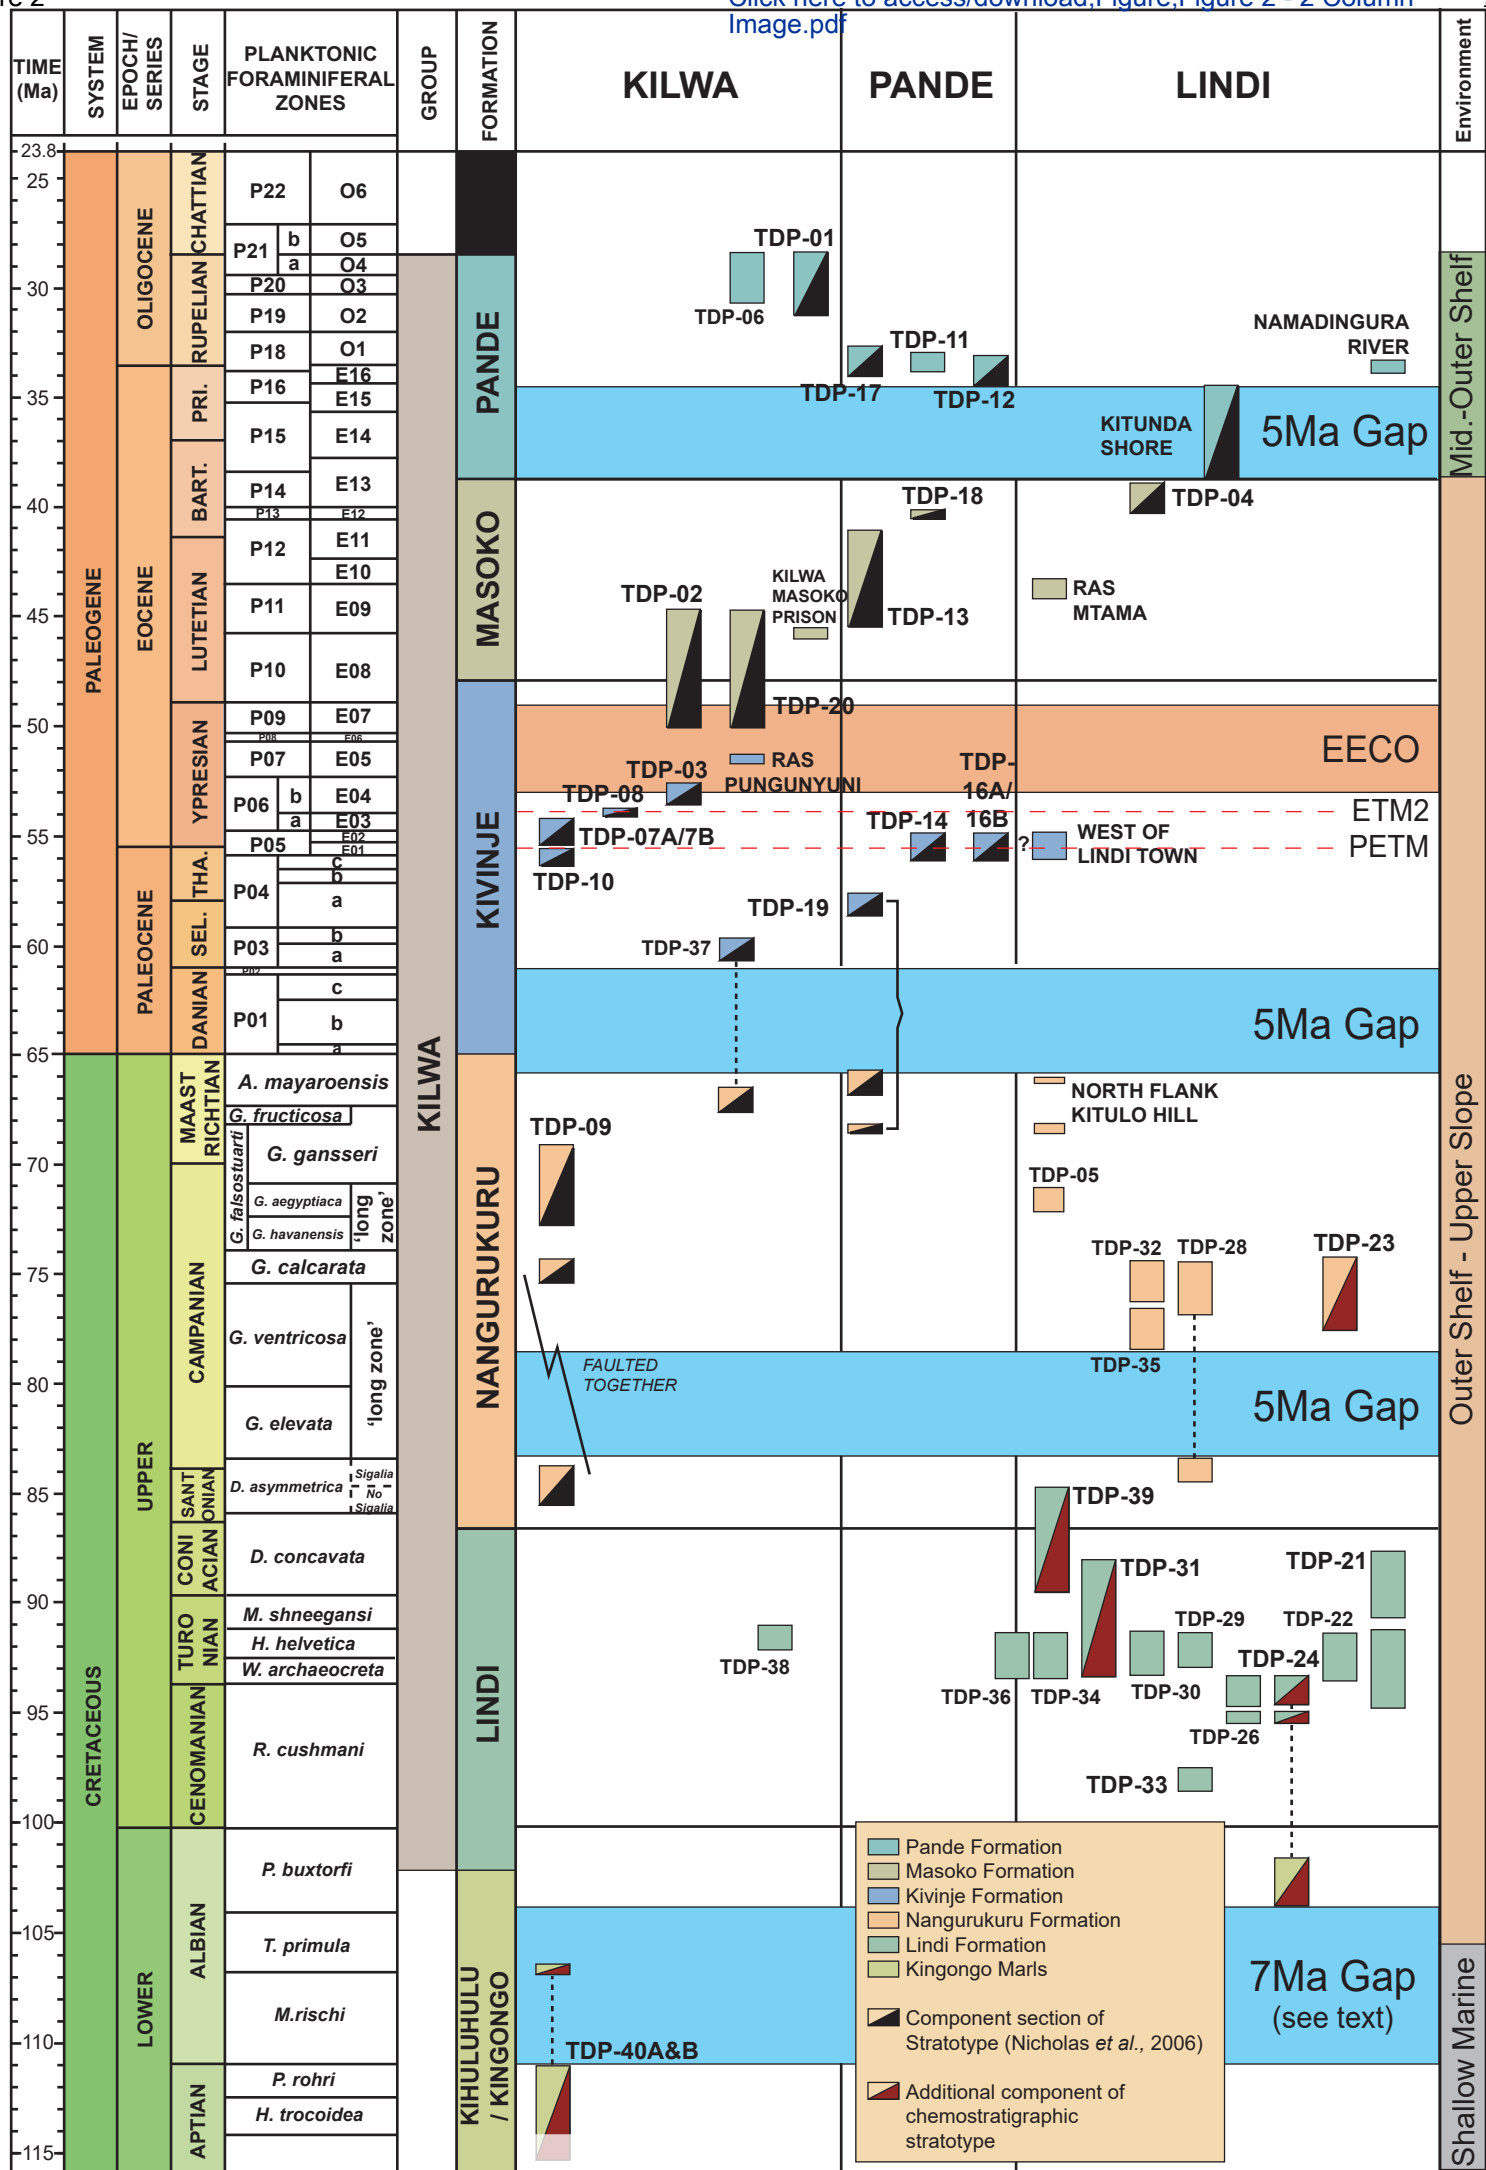 re 2
Click here to access/download;Figure;Figure 2 - 2 Column
Image.pdf
TIME
(Ma)
SYSTEM
EPOCH/
SERIES
STAGE
PLANKTONIC
FORAMINIFERAL
ZONES
GROUP
FORMATION
KILWA
PANDE
LINDI
Environment
23.8
25
30
35
40
45
50
55
60
65
70
75
80
85
90
95
100
105
110
115
PALEOGENE
CRETACEOUS
OLIGOCENE
EOCENE
PALEOCENE
UPPER
LOWER
CHATTIAN
RUPELIAN
PRI.
BART.
LUTETIAN
YPRESIAN
THA.
SEL.
DANIAN
MAAST
RICHTIAN
CAMPANIAN
SANT
ONIAN
CONI
ACIAN
TURO
NIAN
CENOMANIAN
ALBIAN
APTIAN
P22
O6
P21
b
O5
a
O4
P20
O3
P19
O2
P18
O1
E16
P16
E15
P15
E14
P14
E13
P13
E12
P12
E11
E10
P11
E09
P10
E08
P09
E07
P08
E06
P07
E05
P06
b
E04
a
E03
P05
E02
E01
P04
c
b
a
P03
b
a
P02
P01
c
b
a
A. mayaroensis
G. fructicosa
G. falsostuarti
G. gansseri
G. aegyptiaca
G. havanensis
'long
zone'
G. calcarata
G. ventricosa
G. elevata
'long zone'
D. asymmetrica
Sigalia
No
Sigalia
D. concavata
M. shneegansi
H. helvetica
W. archaeocreta
R. cushmani
P. buxtorfi
T. primula
M.rischi
P. rohri
H. trocoidea
KILWA
PANDE
MASOKO
KIVINJE
NANGURUKURU
LINDI
KIHULUHULU
/ KINGONGO
TDP-01
TDP-06
TDP-11
TDP-17
TDP-12
NAMADINGURA
RIVER
KITUNDA
SHORE
5Ma Gap
TDP-18
TDP-04
TDP-02
KILWA
MASOKO
PRISON
TDP-13
RAS
MTAMA
TDP-20
EECO
RAS
PUNGUNYUNI
TDP-03
TDP-
16A/
16B
TDP-08
ETM2
TDP-07A/7B
TDP-14
?
WEST OF
LINDI TOWN
PETM
TDP-10
TDP-19
TDP-37
5Ma Gap
NORTH FLANK
KITULO HILL
TDP-09
TDP-05
TDP-32
TDP-28
TDP-23
FAULTED
TOGETHER
TDP-35
5Ma Gap
TDP-39
TDP-31
TDP-21
TDP-29
TDP-22
TDP-38
TDP-24
TDP-36
TDP-34
TDP-30
TDP-26
TDP-33
Pande Formation
Masoko Formation
Kivinje Formation
Nangurukuru Formation
Lindi Formation
Kingongo Marls
Component section of
Stratotype (Nicholas et al., 2006)
Additional component of
chemostratigraphic
stratotype
7Ma Gap
(see text)
TDP-40A&B
Mid.-Outer Shelf
Outer Shelf - Upper Slope
Shallow Marine